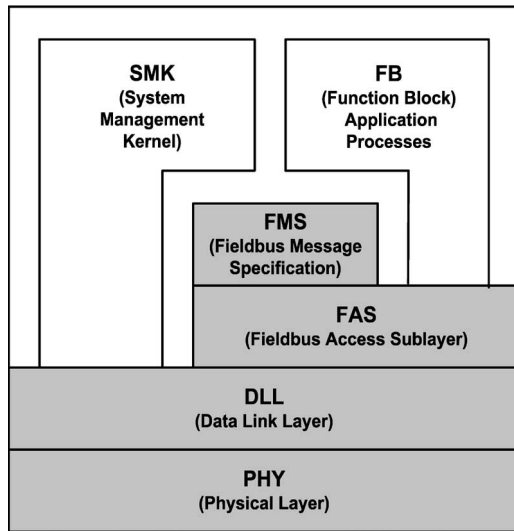 SMK
(System
Management
Kernel)
FB
(Function Block)
Application
Processes
FMS
(Fieldbus Message
Specification)
FAS
(Fieldbus Access Sublayer)
DLL
(Data Link Layer)
PHY
(Physical Layer)